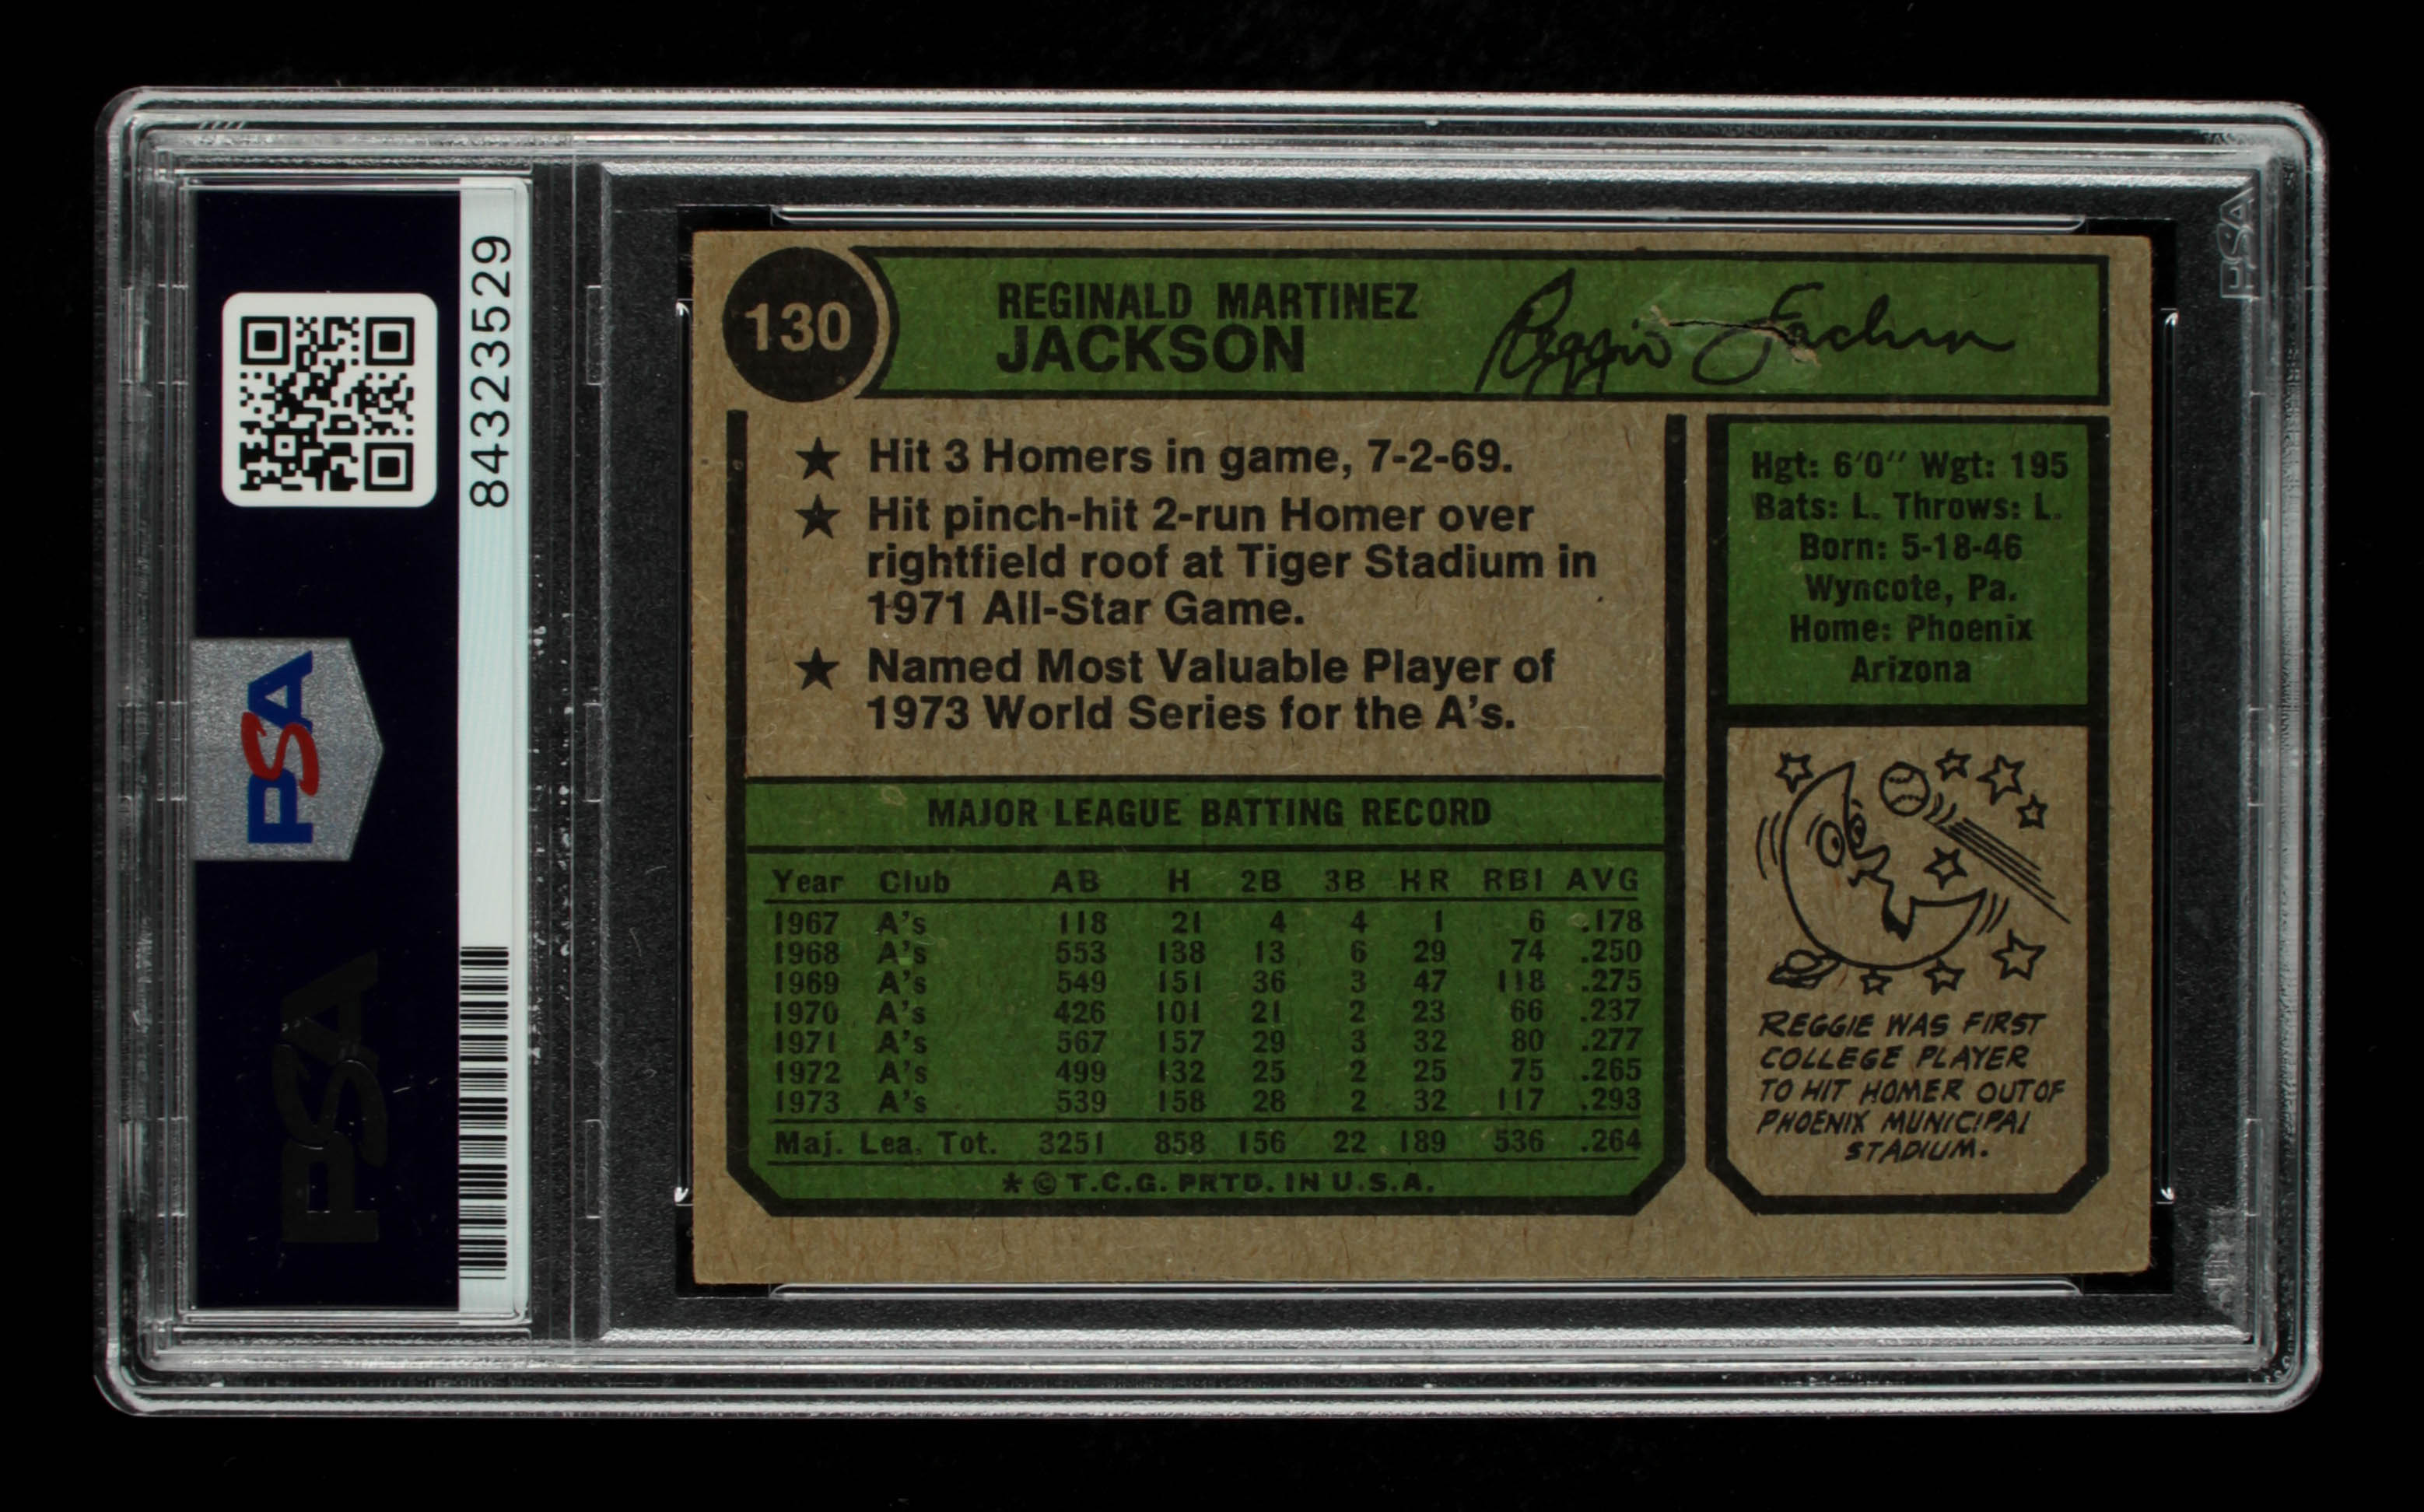 84323529
PSA
PSA
PSA
130
REGINALD MARTINEZ
JACKSON
Reggie Jackson
★ Hit 3 Homers in game, 7-2-69.
★ Hit pinch-hit 2-run Homer over
rightfield roof at Tiger Stadium in
1971 All-Star Game.
★ Named Most Valuable Player of
1973 World Series for the A's.
Hgt: 6'0'' Wgt: 195
Bats: L. Throws: L.
Born: 5-18-46
Wyncote, Pa.
Home: Phoenix
Arizona
MAJOR LEAGUE BATTING RECORD
Year Club AB H 2B 3B HR RBI AVG
1967 A's 118 21 4 4 1 6 .178
1968 A's 553 138 13 6 29 74 .250
1969 A's 549 151 36 3 47 118 .275
1970 A's 426 101 21 2 23 66 .237
1971 A's 567 157 29 3 32 80 .277
1972 A's 499 132 25 2 25 75 .265
1973 A's 539 158 28 2 32 117 .293
Maj. Lea. Tot. 3251 858 156 22 189 536 .264
* © T.C.G. PRTD. IN U.S.A.
REGGIE WAS FIRST
COLLEGE PLAYER
TO HIT HOMER OUT OF
PHOENIX MUNICIPAL
STADIUM.